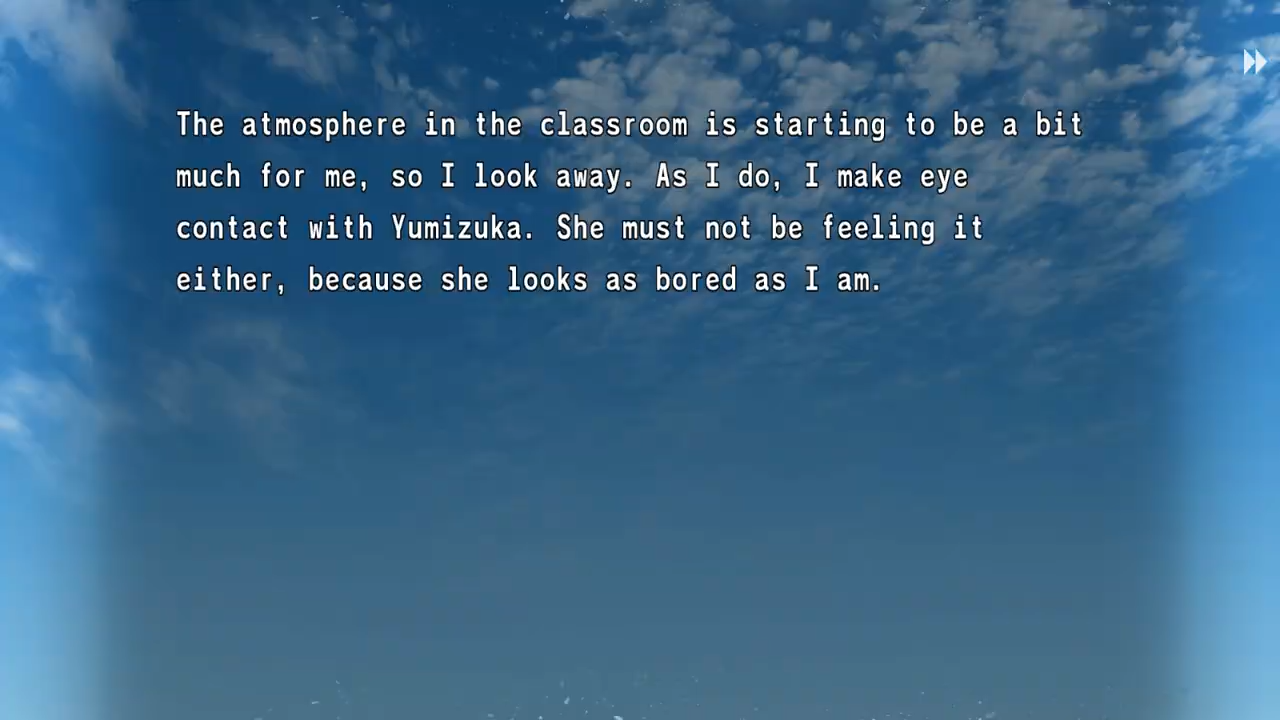 The atmosphere in the classroom is starting to be a bit
much for me, so I look away. As I do, I make eye
contact with Yumizuka. She must not be feeling it
either, because she looks as bored as I am.